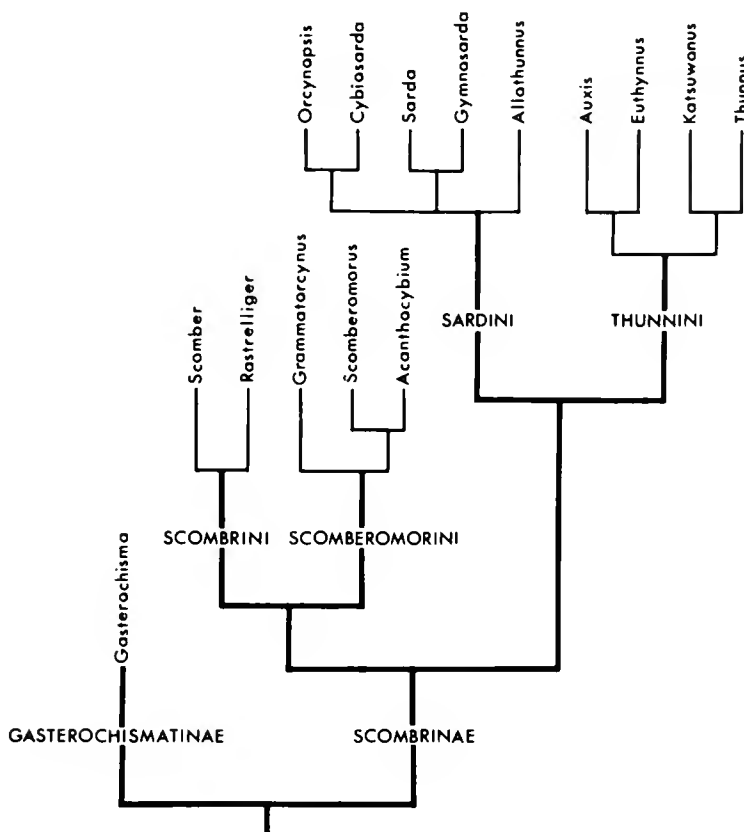 Orcynopsis
Cybiosarda
Sarda
Gymnosarda
Allothunnus
Auxis
Euthynnus
Katsuwonus
Thunnus
SARDINI
THUNNINI
Scomber
Rastrelliger
Grammatorcynus
Scomberomorus
Acanthocybium
SCOMBRINI
SCOMBEROMORINI
Gasterochisma
GASTEROCHISMATINAE
SCOMBRINAE